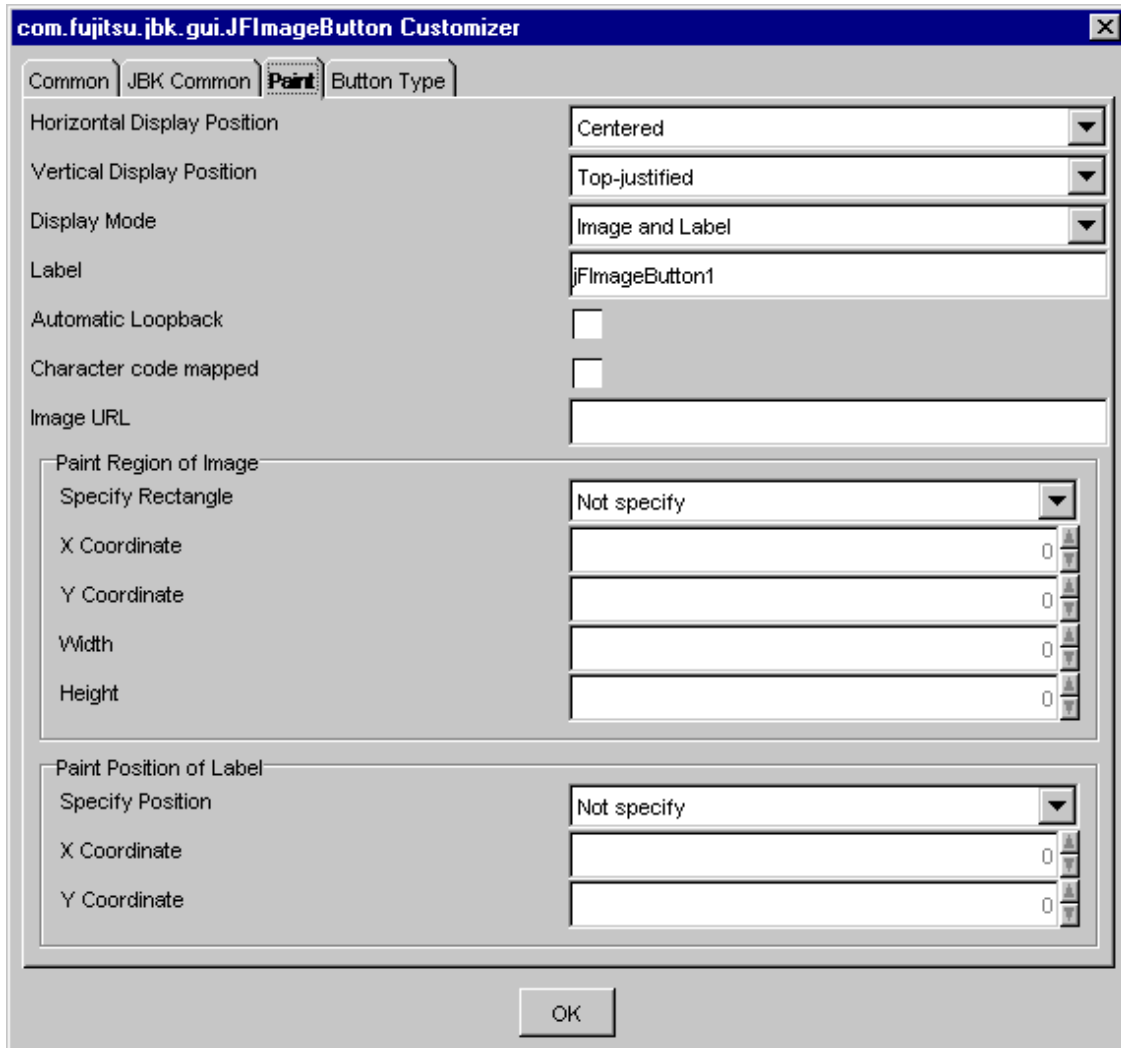 com.fujitsu.jbk.gui.JFImageButton Customizer
Common JBK Common Paint Button Type
Horizontal Display Position Centered
Vertical Display Position Top-justified
Display Mode Image and Label
Label jFImageButton1
Automatic Loopback
Character code mapped
Image URL
Paint Region of Image
Specify Rectangle Not specify
X Coordinate 0
Y Coordinate 0
Width 0
Height 0
Paint Position of Label
Specify Position Not specify
X Coordinate 0
Y Coordinate 0
OK